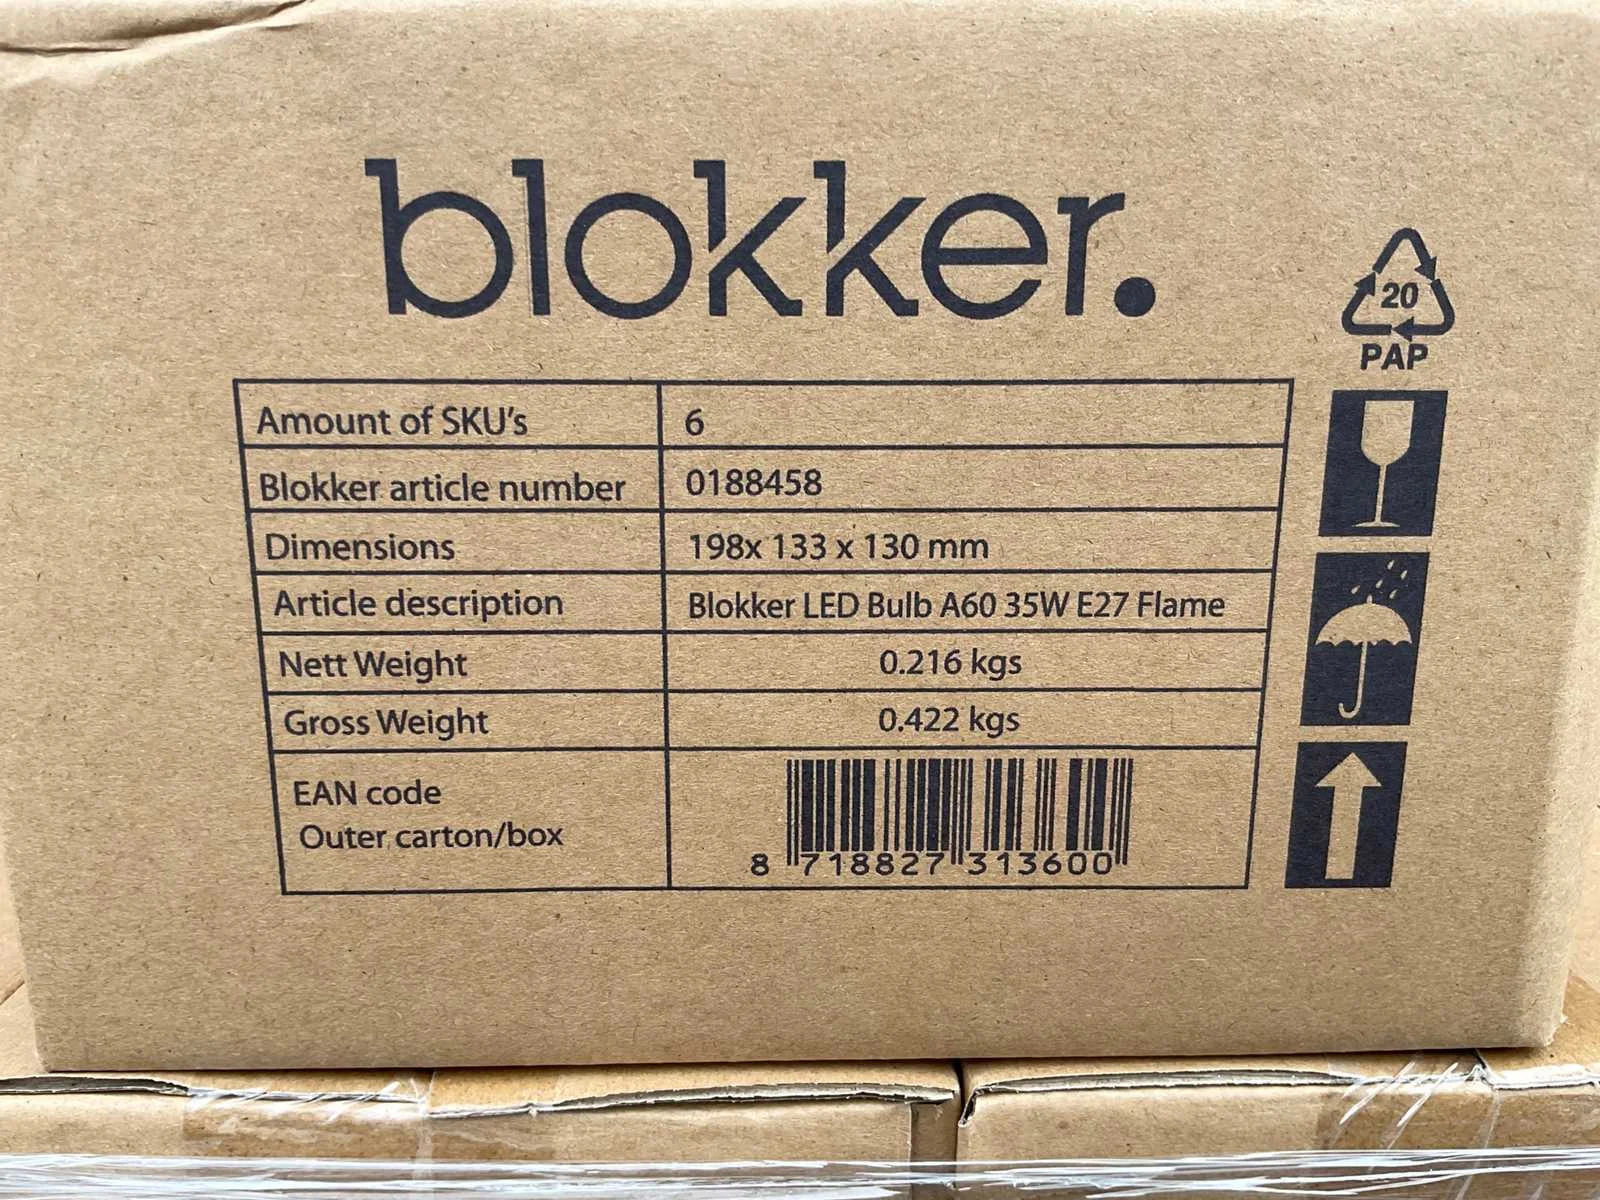 blokker.
20
PAP
Amount of SKU's 6
Blokker article number 0188458
Dimensions 198x 133 x 130 mm
Article description Blokker LED Bulb A60 35W E27 Flame
Nett Weight 0.216 kgs
Gross Weight 0.422 kgs
EAN code
Outer carton/box
8 718827 313600